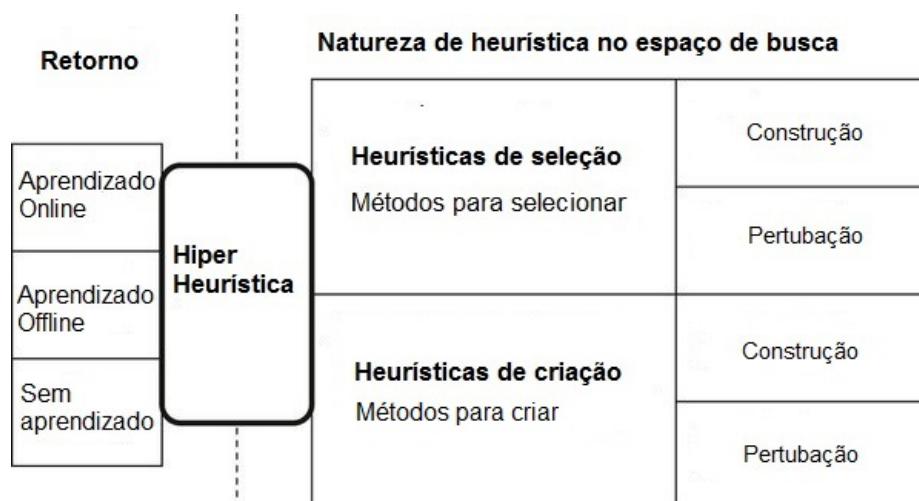 Retorno
Natureza de heurística no espaço de busca
Aprendizado
Online
Aprendizado
Offline
Sem
aprendizado
Hiper
Heurística
Heurísticas de seleção
Métodos para selecionar
Construção
Pertubação
Heurísticas de criação
Métodos para criar
Construção
Pertubação